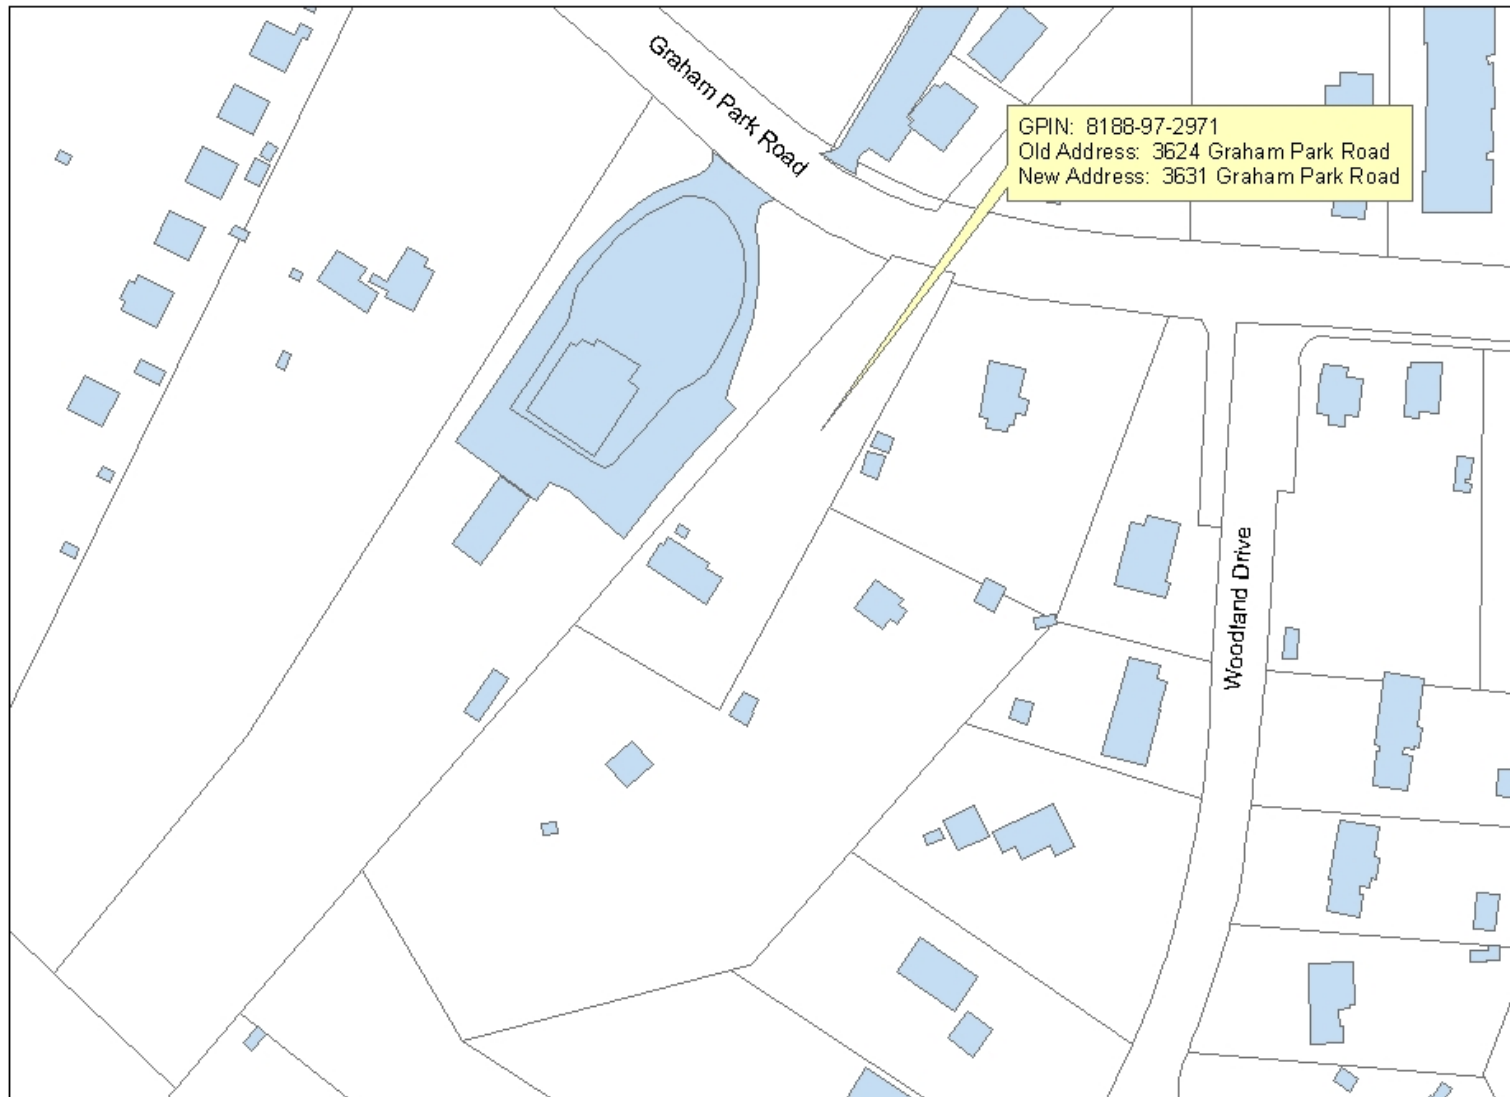 Graham Park Road
GPIN: 8188-97-2971
Old Address: 3624 Graham Park Road
New Address: 3631 Graham Park Road
Woodland Drive